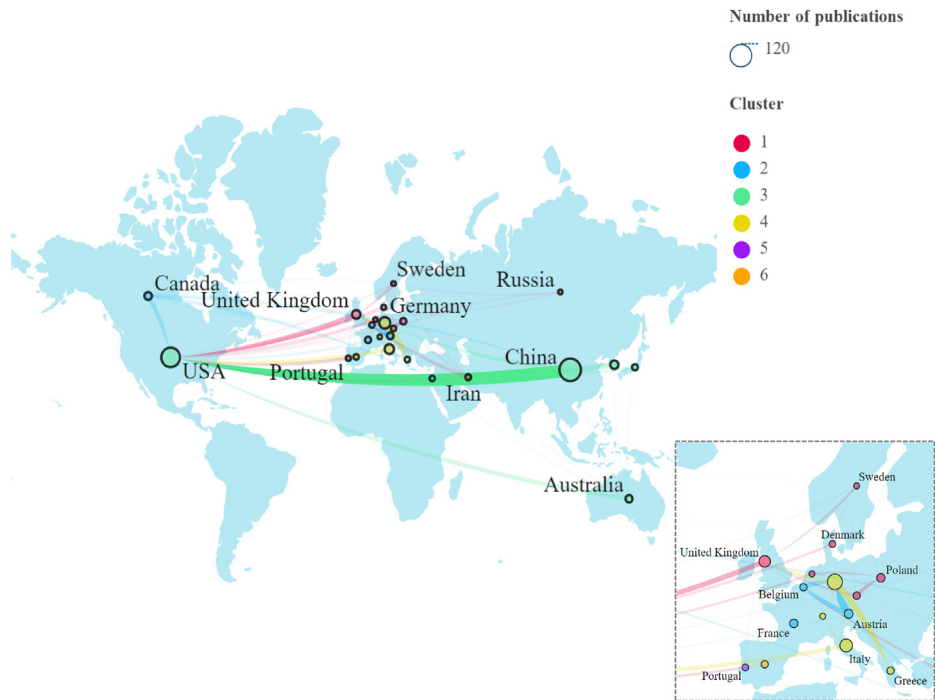 Number of publications
120
Cluster
1
2
3
4
5
6
Sweden
Russia
Canada
United Kingdom
Germany
China
USA
Portugal
Iran
Australia
Sweden
Denmark
United Kingdom
Poland
Belgium
France
Austria
Italy
Portugal
Greece